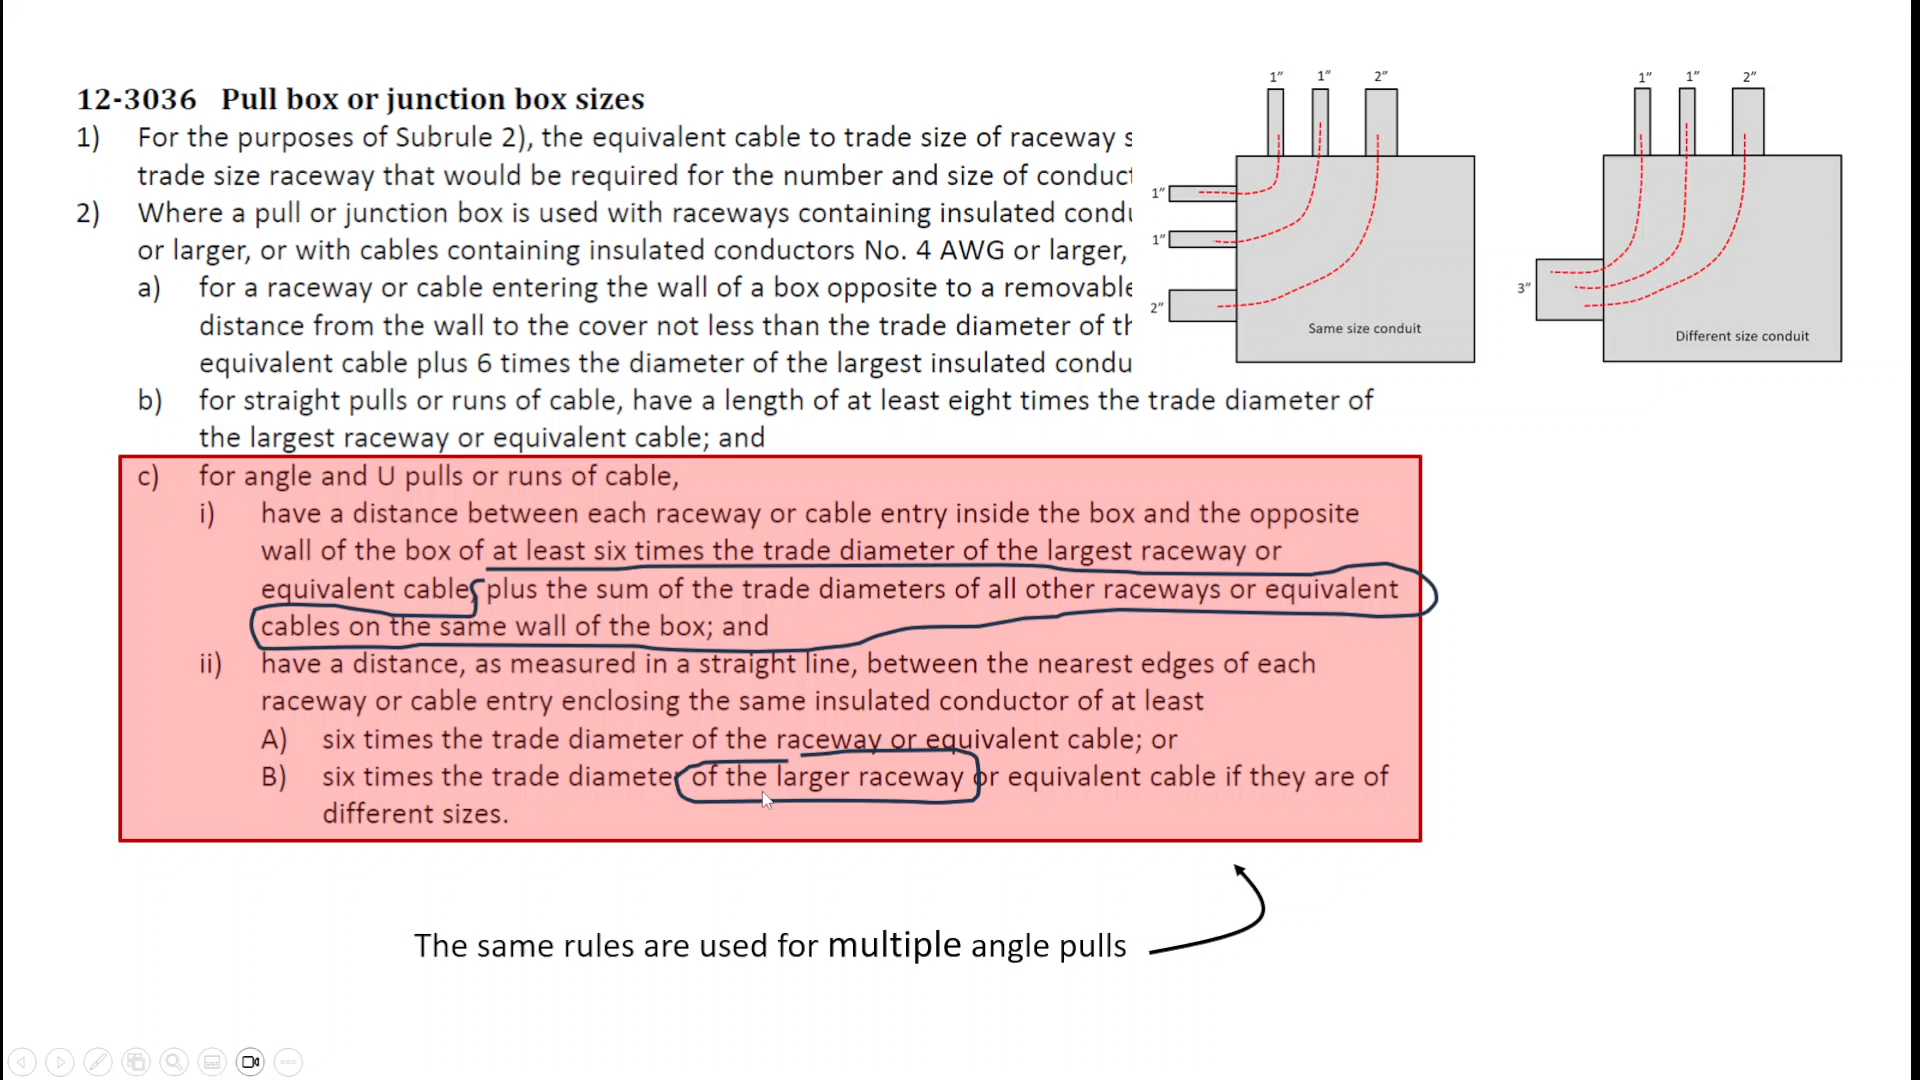 12-3036 Pull box or junction box sizes
1) For the purposes of Subrule 2), the equivalent cable to trade size of raceway s
trade size raceway that would be required for the number and size of conduct
2) Where a pull or junction box is used with raceways containing insulated condu
or larger, or with cables containing insulated conductors No. 4 AWG or larger,
a) for a raceway or cable entering the wall of a box opposite to a removable
distance from the wall to the cover not less than the trade diameter of th
equivalent cable plus 6 times the diameter of the largest insulated condu
b) for straight pulls or runs of cable, have a length of at least eight times the trade diameter of
the largest raceway or equivalent cable; and
c) for angle and U pulls or runs of cable,
i) have a distance between each raceway or cable entry inside the box and the opposite
wall of the box of at least six times the trade diameter of the largest raceway or
equivalent cable, plus the sum of the trade diameters of all other raceways or equivalent
cables on the same wall of the box; and
ii) have a distance, as measured in a straight line, between the nearest edges of each
raceway or cable entry enclosing the same insulated conductor of at least
A) six times the trade diameter of the raceway or equivalent cable; or
B) six times the trade diameter of the larger raceway or equivalent cable if they are of
different sizes.
The same rules are used for multiple angle pulls
1” 1” 2”
1”
1”
2”
Same size conduit
1” 1” 2”
3”
Different size conduit